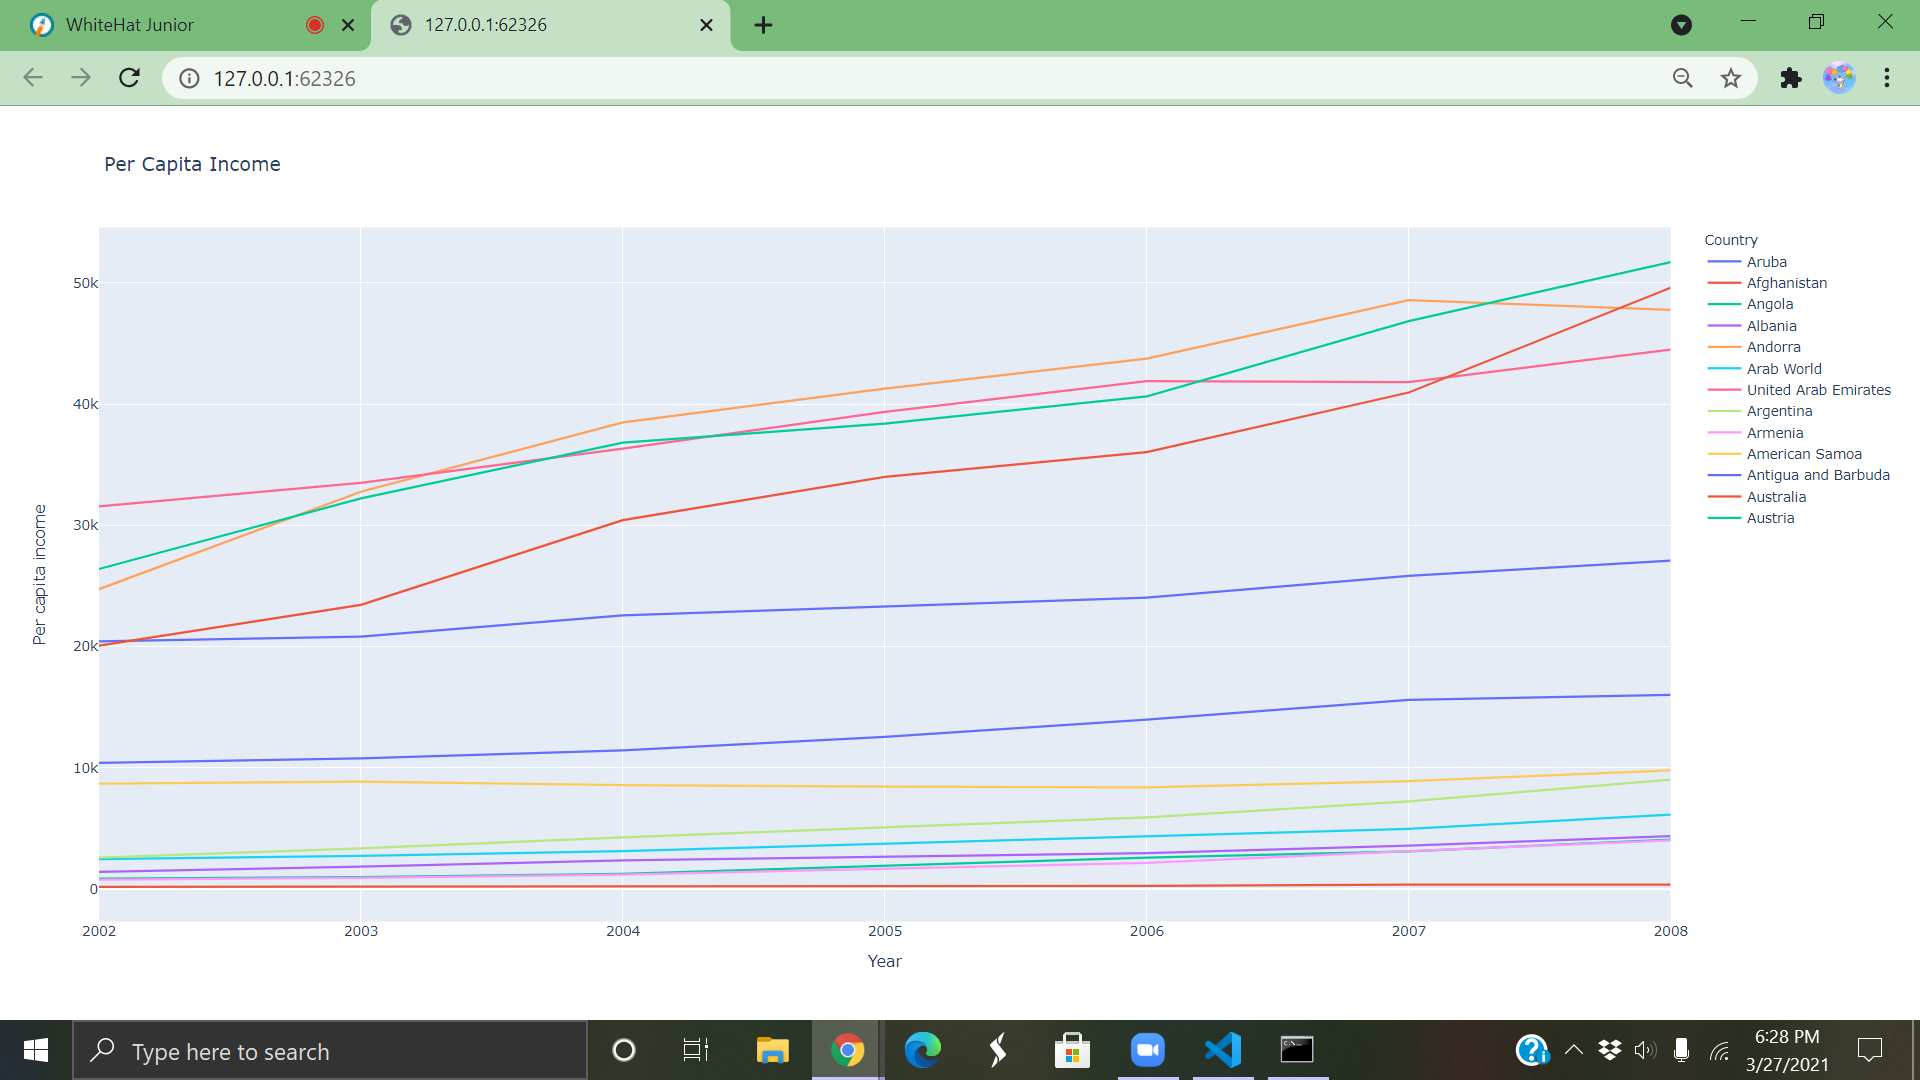 WhiteHat Junior
127.0.0.1:62326
127.0.0.1:62326
Per Capita Income
Per capita income
50k
40k
30k
20k
10k
0
2002 2003 2004 2005 2006 2007 2008
Year
Country
Aruba
Afghanistan
Angola
Albania
Andorra
Arab World
United Arab Emirates
Argentina
Armenia
American Samoa
Antigua and Barbuda
Australia
Austria
Type here to search
6:28 PM
3/27/2021